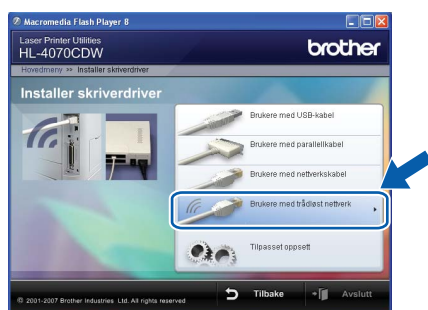 Macromedia Flash Player 8
Laser Printer Utilities
HL-4070CDW
brother
Hovedmeny >> Installer skriverdriver
Installer skriverdriver
Brukere med USB-kabel
Brukere med parallellkabel
Brukere med nettverkskabel
Brukere med trådløst nettverk
Tilpasset oppsett
© 2001-2007 Brother Industries Ltd. All rights reserved
Tilbake
Avslutt